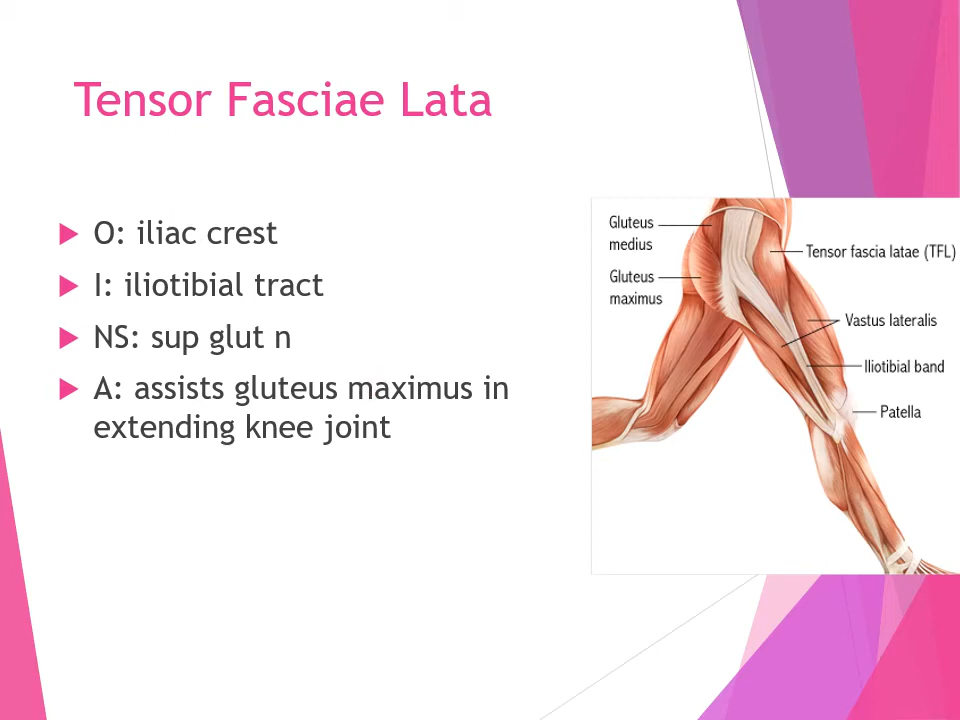 Tensor Fasciae Lata
O: iliac crest
I: iliotibial tract
NS: sup glut n
A: assists gluteus maximus in
extending knee joint
Gluteus
medius
Gluteus
maximus
Tensor fascia latae (TFL)
Vastus lateralis
Iliotibial band
Patella